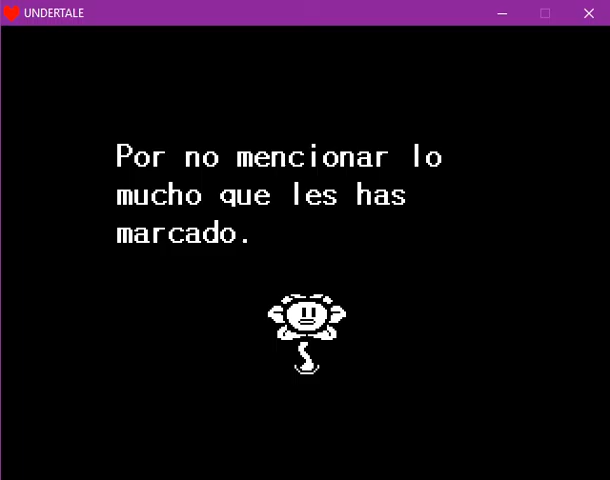 UNDERTALE
Por no mencionar lo
mucho que les has
marcado.